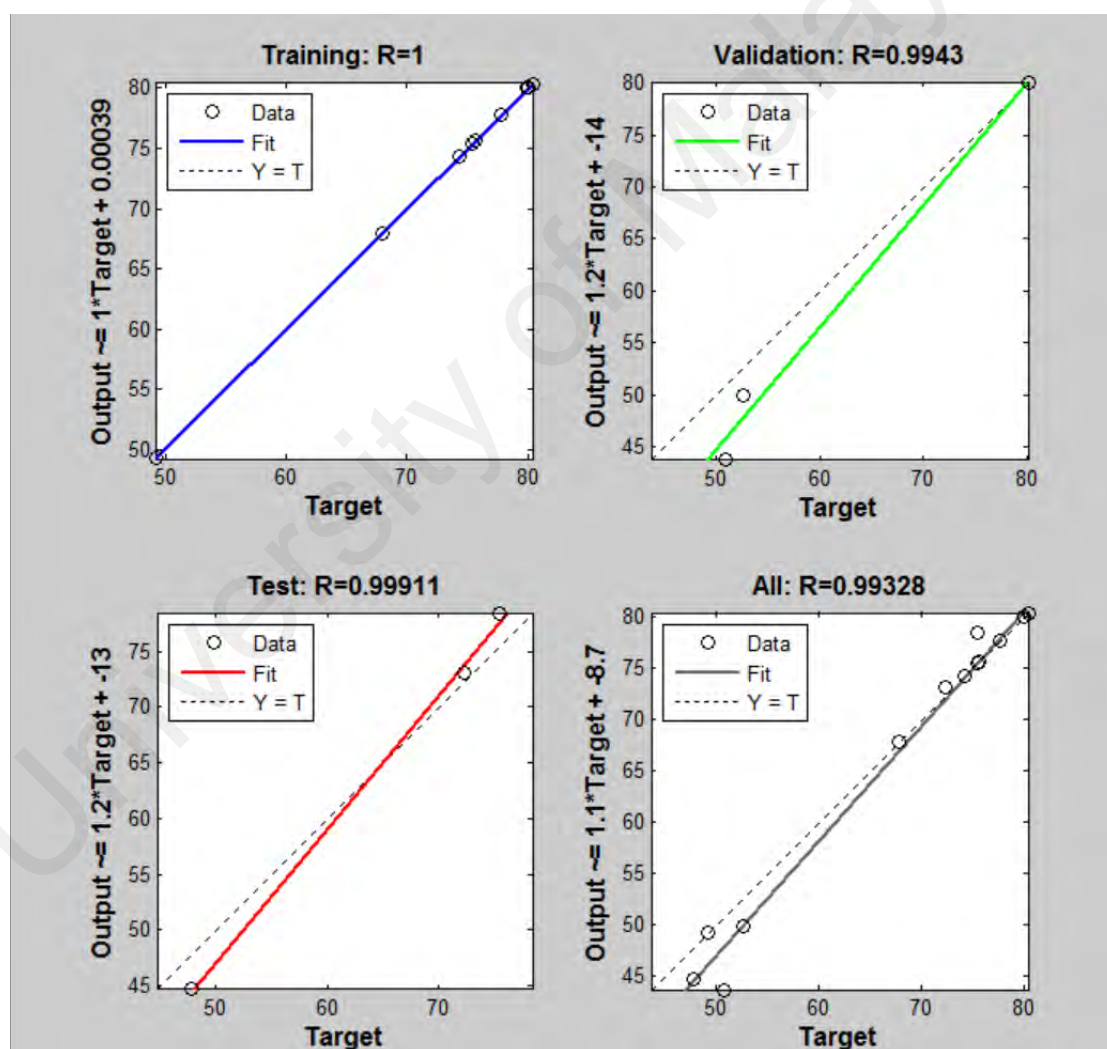 Training: R=1
Output ~= 1*Target + 0.00039
80
75
70
65
60
55
50
Data
Fit
Y = T
50 60 70 80
Target
Validation: R=0.9943
Output ~= 1.2*Target + -14
80
75
70
65
60
55
50
45
Data
Fit
Y = T
50 60 70 80
Target
Test: R=0.99911
Output ~= 1.2*Target + -13
75
70
65
60
55
50
45
Data
Fit
Y = T
50 60 70
Target
All: R=0.99328
Output ~= 1.1*Target + -8.7
80
75
70
65
60
55
50
45
Data
Fit
Y = T
50 60 70 80
Target
University of Malay